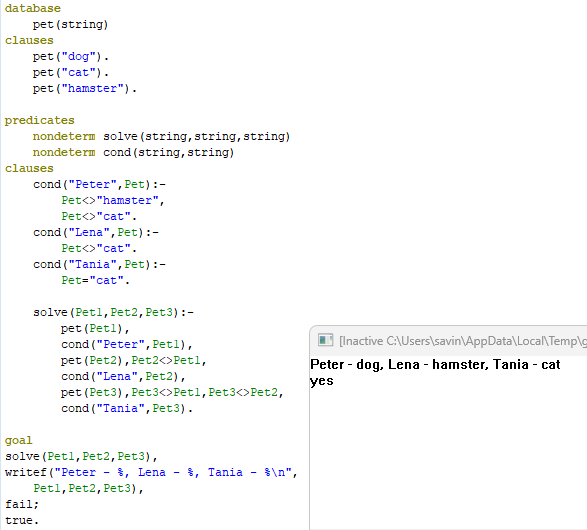 database
    pet(string)
clauses
    pet("dog").
    pet("cat").
    pet("hamster").

predicates
    nondeterm solve(string,string,string)
    nondeterm cond(string,string)
clauses
    cond("Peter",Pet):-
        Pet<>"hamster",
        Pet<>"cat".
    cond("Lena",Pet):-
        Pet<>"cat".
    cond("Tania",Pet):-
        Pet="cat".

    solve(Pet1,Pet2,Pet3):-
        pet(Pet1),
        cond("Peter",Pet1),
        pet(Pet2),Pet2<>Pet1,
        cond("Lena",Pet2),
        pet(Pet3),Pet3<>Pet1,Pet3<>Pet2,
        cond("Tania",Pet3).

goal
solve(Pet1,Pet2,Pet3),
writef("Peter - %, Lena - %, Tania - %\n",
    Pet1,Pet2,Pet3),
fail;
true.
[Inactive C:\Users\savin\AppData\Local\Temp\g
Peter - dog, Lena - hamster, Tania - cat
yes